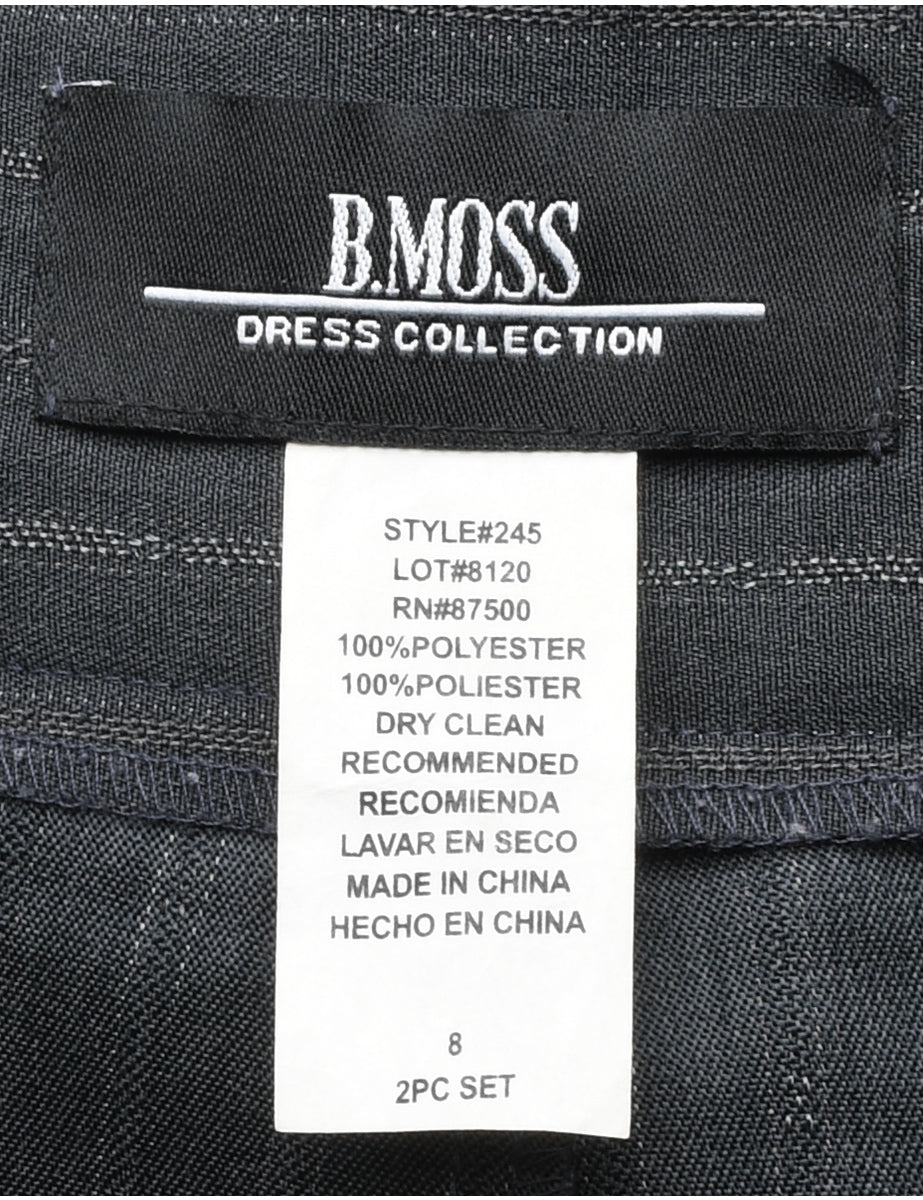 B.MOSS
DRESS COLLECTION
STYLE#245
LOT#8120
RN#87500
100%POLYESTER
100%POLIESTER
DRY CLEAN
RECOMMENDED
RECOMIENDA
LAVAR EN SECO
MADE IN CHINA
HECHO EN CHINA
8
2PC SET